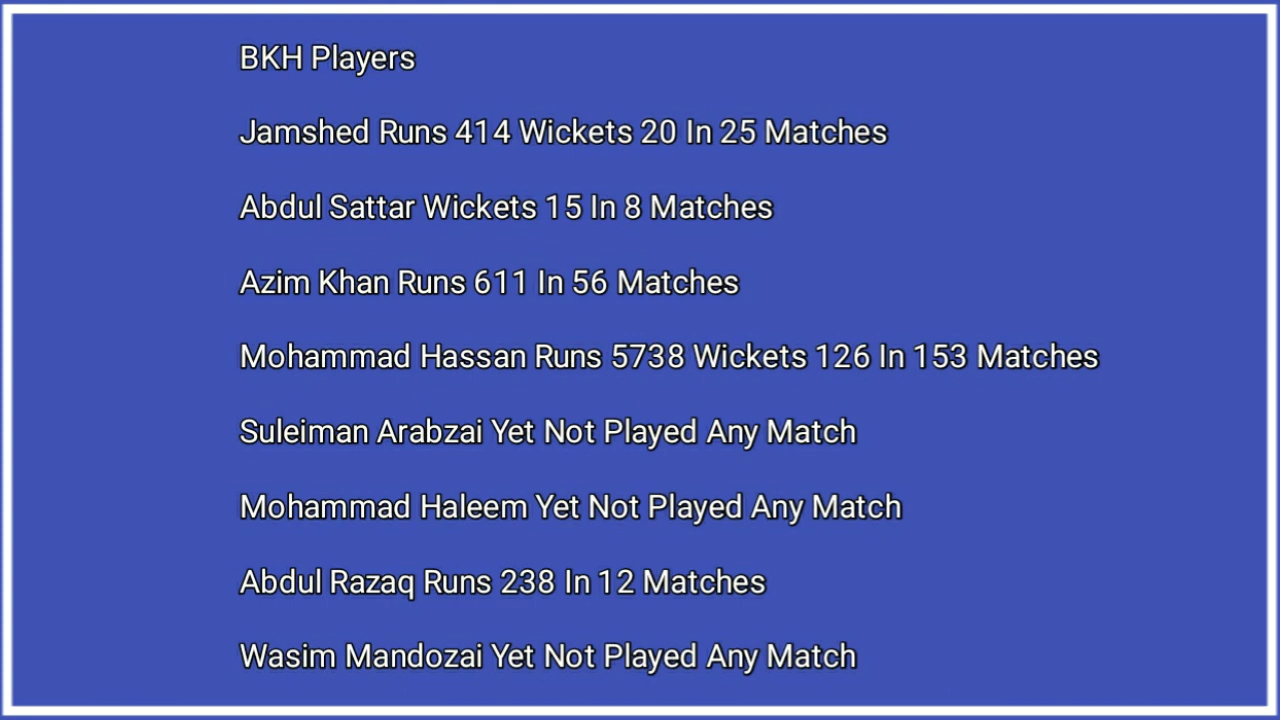 BKH Players
Jamshed Runs 414 Wickets 20 In 25 Matches
Abdul Sattar Wickets 15 In 8 Matches
Azim Khan Runs 611 In 56 Matches
Mohammad Hassan Runs 5738 Wickets 126 In 153 Matches
Suleiman Arabzai Yet Not Played Any Match
Mohammad Haleem Yet Not Played Any Match
Abdul Razaq Runs 238 In 12 Matches
Wasim Mandozai Yet Not Played Any Match